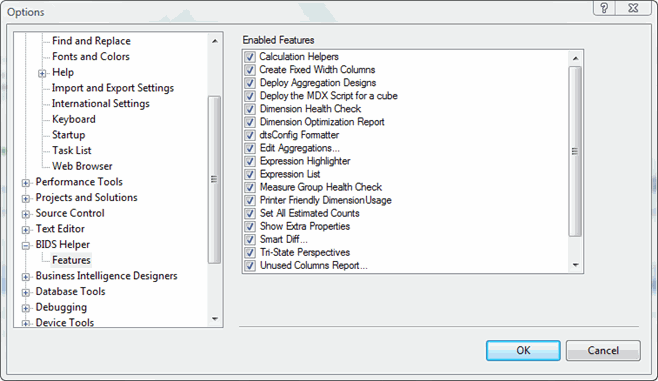 Options
Find and Replace
Fonts and Colors
Help
Import and Export Settings
International Settings
Keyboard
Startup
Task List
Web Browser
Performance Tools
Projects and Solutions
Source Control
Text Editor
BIDS Helper
Features
Business Intelligence Designers
Database Tools
Debugging
Device Tools
Enabled Features
Calculation Helpers
Create Fixed Width Columns
Deploy Aggregation Designs
Deploy the MDX Script for a cube
Dimension Health Check
Dimension Optimization Report
dtsConfig Formatter
Edit Aggregations...
Expression Highlighter
Expression List
Measure Group Health Check
Printer Friendly DimensionUsage
Set All Estimated Counts
Show Extra Properties
Smart Diff...
Tri-State Perspectives
Unused Columns Report...
OK
Cancel